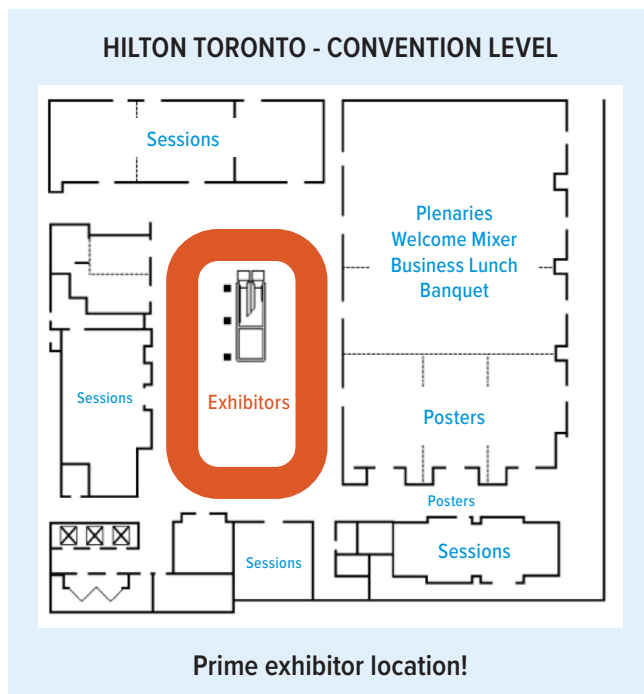 HILTON TORONTO - CONVENTION LEVEL
Sessions
Plenaries
Welcome Mixer
Business Lunch
Banquet
Sessions
Exhibitors
Posters
Posters
Sessions
Sessions
Prime exhibitor location!